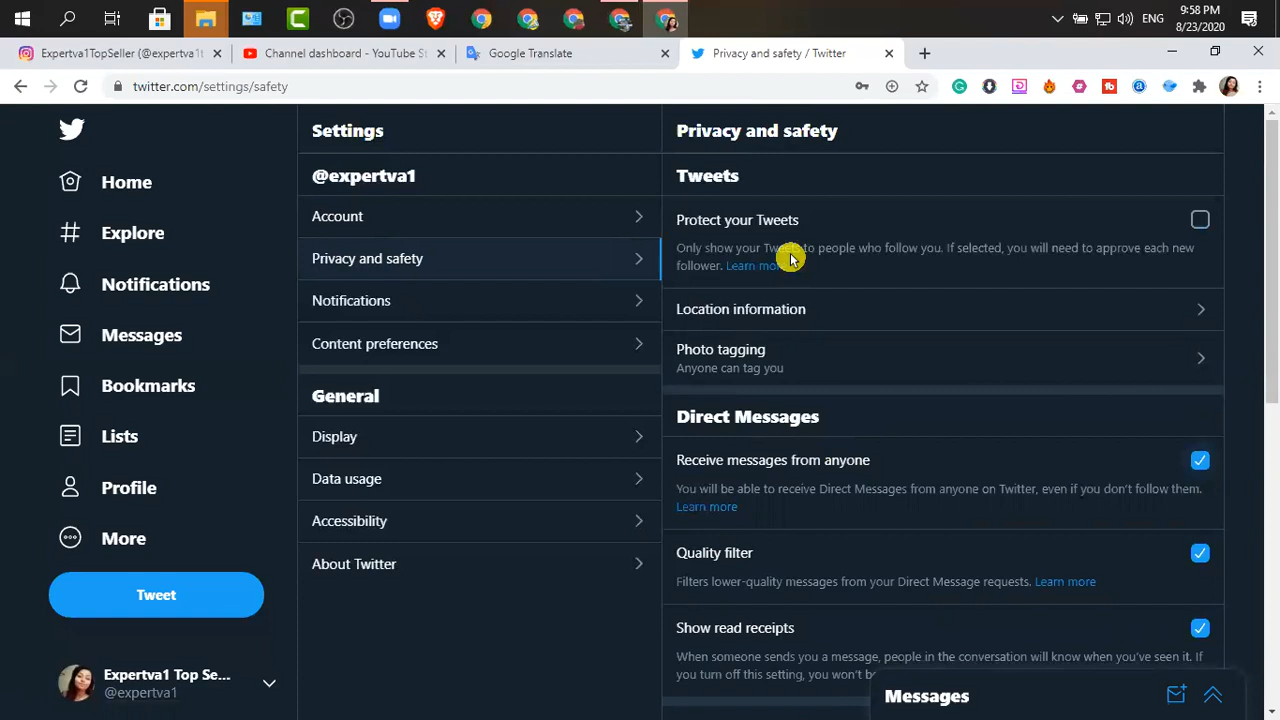 9:58 PM
ENG
8/23/2020
Expertva1TopSeller (@expertva1t
Channel dashboard - YouTube St
Google Translate
Privacy and safety / Twitter
twitter.com/settings/safety
Home
Explore
Notifications
Messages
Bookmarks
Lists
Profile
More
Tweet
Expertva1 Top Se...
@expertva1
Settings
@expertva1
Account
Privacy and safety
Notifications
Content preferences
General
Display
Data usage
Accessibility
About Twitter
Privacy and safety
Tweets
Protect your Tweets
Only show your Tweets to people who follow you. If selected, you will need to approve each new
follower. Learn more
Location information
Photo tagging
Anyone can tag you
Direct Messages
Receive messages from anyone
You will be able to receive Direct Messages from anyone on Twitter, even if you don't follow them.
Learn more
Quality filter
Filters lower-quality messages from your Direct Message requests. Learn more
Show read receipts
When someone sends you a message, people in the conversation will know when you've seen it. If
you turn off this setting, you won't be
Messages